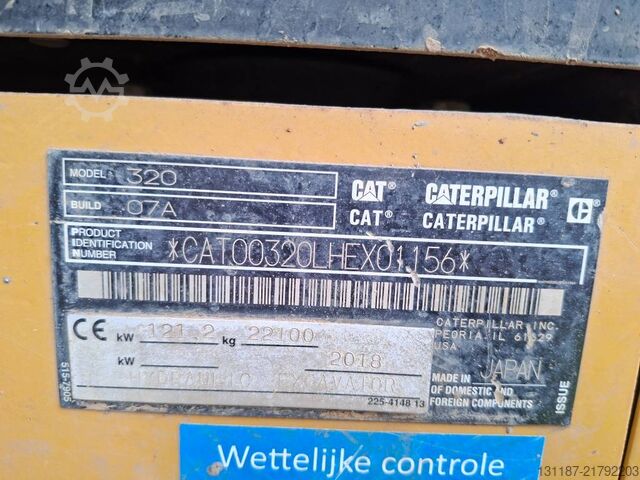 MODEL 320
BUILD 07A
CAT® CATERPILLAR®
CAT® CATERPILLAR®
PRODUCT IDENTIFICATION NUMBER *CAT00320LHEX01156*
CATERPILLAR INC.
PEORIA, IL 61629
USA
CE kW 121.2 kg 22100
kW 2018
HYDRAULIC EXCAVATOR
MADE IN JAPAN
OF DOMESTIC AND
FOREIGN COMPONENTS
225-4148 13
515-7905
ISSUE
Wettelijke controle
131187-21792203